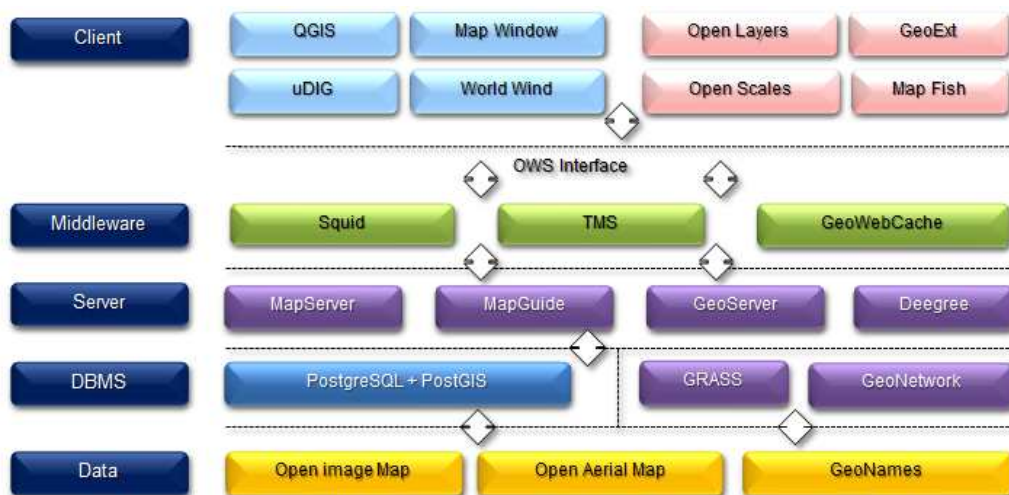 Client QGIS Map Window Open Layers GeoExt
uDIG World Wind Open Scales Map Fish
OWS Interface
Middleware Squid TMS GeoWebCache
Server MapServer MapGuide GeoServer Deegree
DBMS PostgreSQL + PostGIS GRASS GeoNetwork
Data Open image Map Open Aerial Map GeoNames